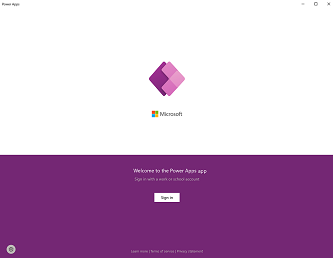 Power Apps
Microsoft
Welcome to the Power Apps app
Sign in with a work or school account
Sign in
Learn more | Terms of service | Privacy statement